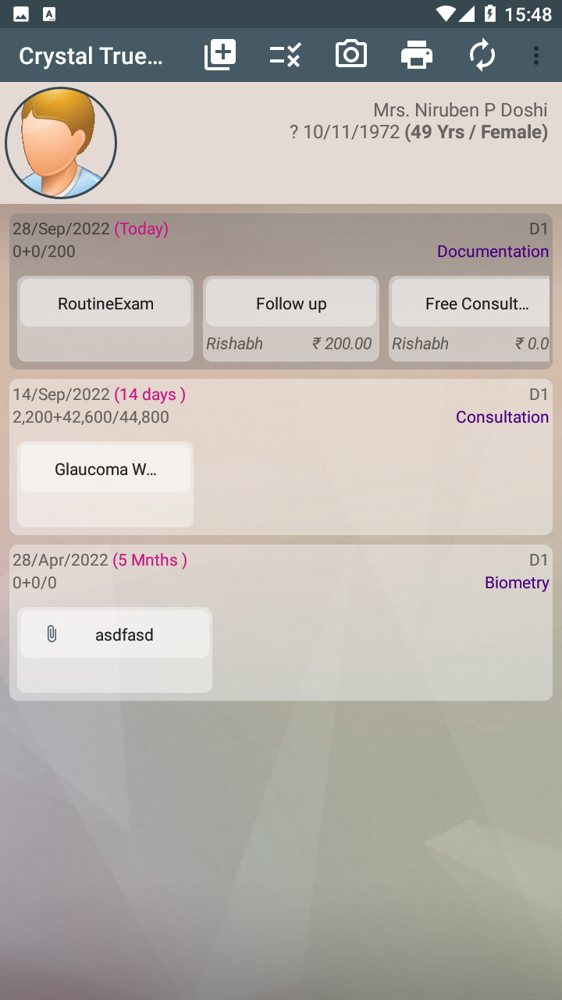 15:48
Crystal True...
Mrs. Niruben P Doshi
? 10/11/1972 (49 Yrs / Female)
28/Sep/2022 (Today) D1
0+0/200 Documentation
RoutineExam Follow up Free Consult...
Rishabh ₹ 200.00 Rishabh ₹ 0.0
14/Sep/2022 (14 days ) D1
2,200+42,600/44,800 Consultation
Glaucoma W...
28/Apr/2022 (5 Mnths ) D1
0+0/0 Biometry
asdfasd